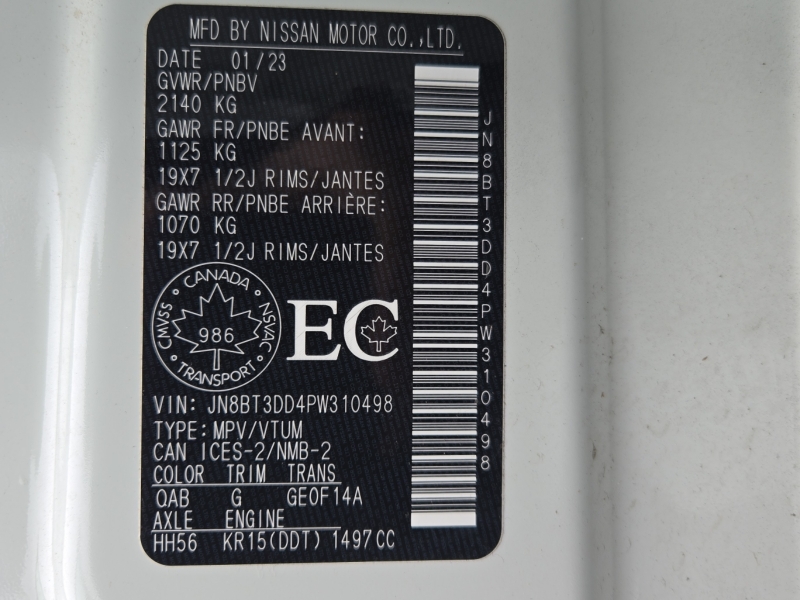 MFD BY NISSAN MOTOR CO.,LTD.
DATE 01/23
GVWR/PNBV
2140 KG
GAWR FR/PNBE AVANT:
1125 KG
19X7 1/2J RIMS/JANTES
GAWR RR/PNBE ARRIÈRE:
1070 KG
19X7 1/2J RIMS/JANTES
CANADA
CMVSS 986 NSVAC
TRANSPORT
EC
VIN: JN8BT3DD4PW310498
TYPE:MPV/VTUM
CAN ICES-2/NMB-2
COLOR TRIM TRANS
QAB G GE0F14A
AXLE ENGINE
HH56 KR15(DDT) 1497CC
JN8BT3DD4PW310498